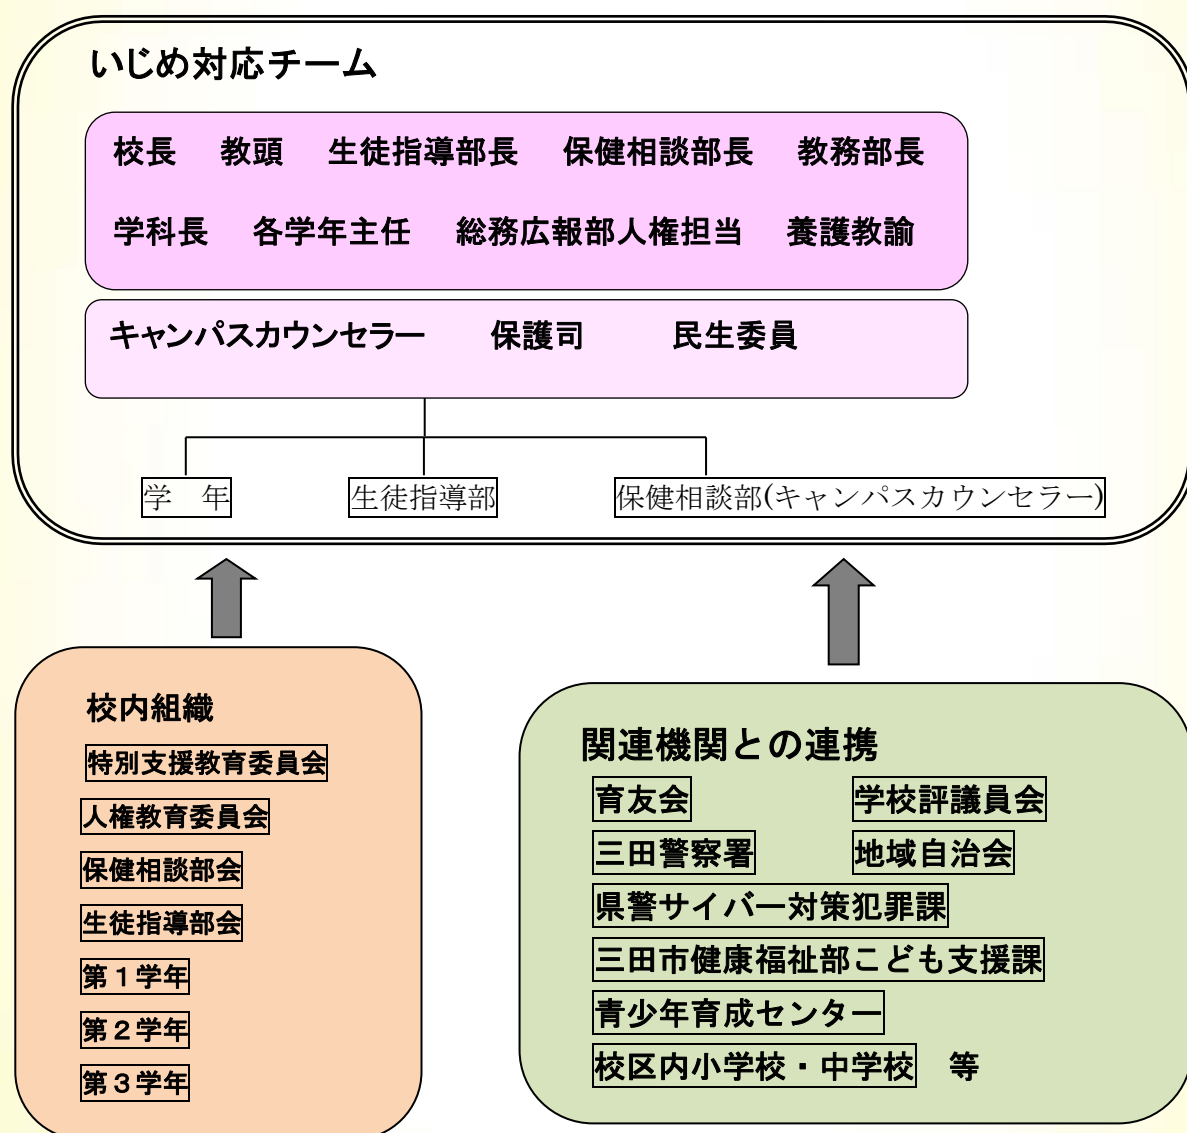 いじめ対応チーム
校長 教頭 生徒指導部長 保健相談部長 教務部長
学科長 各学年主任 総務広報部人権担当 養護教諭
キャンパスカウンセラー 保護司 民生委員
学　年 生徒指導部 保健相談部(キャンパスカウンセラー)
校内組織
特別支援教育委員会
人権教育委員会
保健相談部会
生徒指導部会
第１学年
第２学年
第３学年
関連機関との連携
育友会 学校評議員会
三田警察署 地域自治会
県警サイバー対策犯罪課
三田市健康福祉部こども支援課
青少年育成センター
校区内小学校・中学校 等